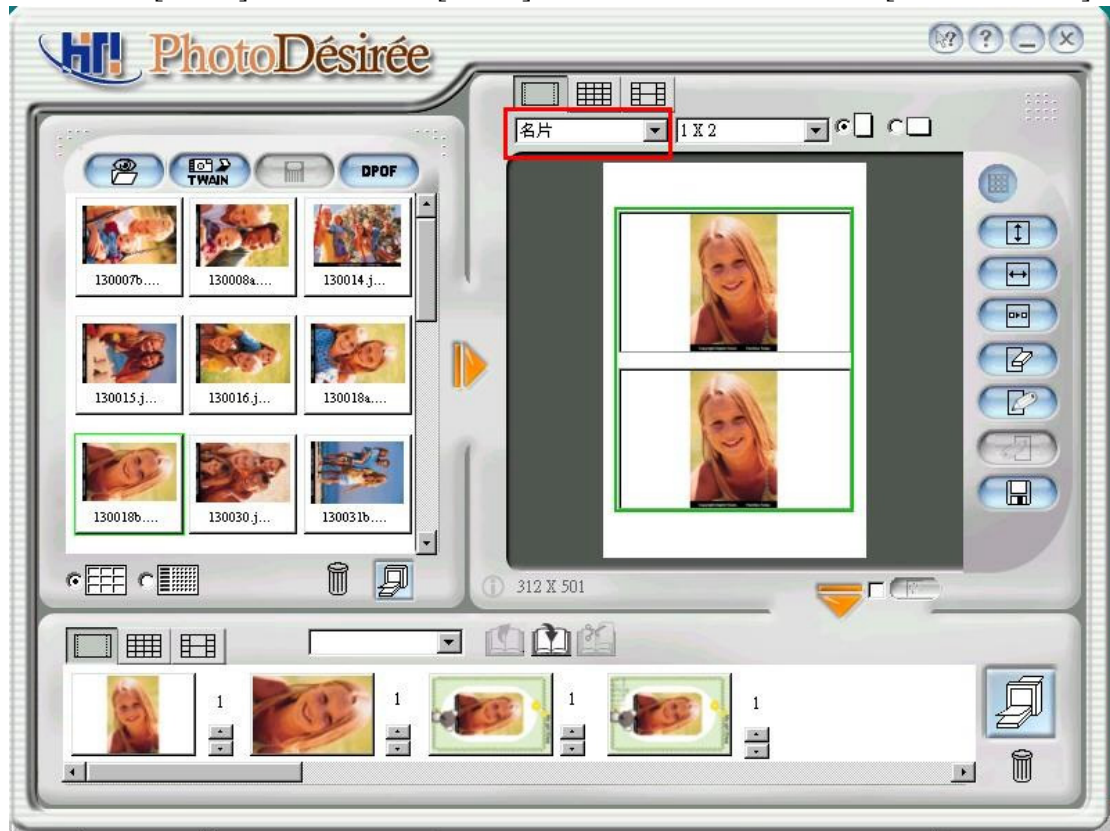 HiTi PhotoDésirée
名片
1 X 2
TWAIN
DPOF
130007b....
130008a....
130014.j...
130015.j...
130016.j...
130018a....
130018b....
130030.j...
130031b....
312 X 501
1
1
1
1